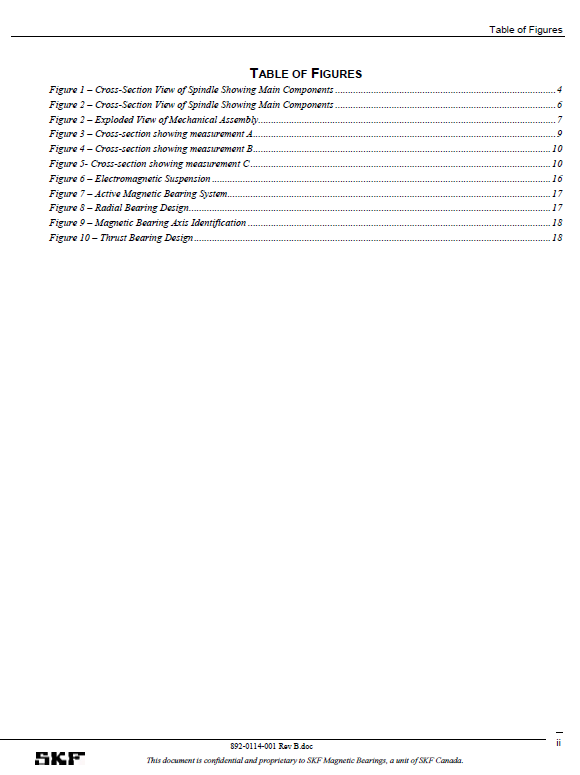 Table of Figures
TABLE OF FIGURES
Figure 1 – Cross-Section View of Spindle Showing Main Components ........ 4
Figure 2 – Cross-Section View of Spindle Showing Main Components ........ 6
Figure 2 – Exploded View of Mechanical Assembly........ 7
Figure 3 – Cross-section showing measurement A........ 9
Figure 4 – Cross-section showing measurement B........ 10
Figure 5- Cross-section showing measurement C ........ 10
Figure 6 – Electromagnetic Suspension ........ 16
Figure 7 – Active Magnetic Bearing System........ 17
Figure 8 – Radial Bearing Design........ 17
Figure 9 – Magnetic Bearing Axis Identification ........ 18
Figure 10 – Thrust Bearing Design ........ 18
892-0114-001 Rev B.doc
ii
SKF
This document is confidential and proprietary to SKF Magnetic Bearings, a unit of SKF Canada.